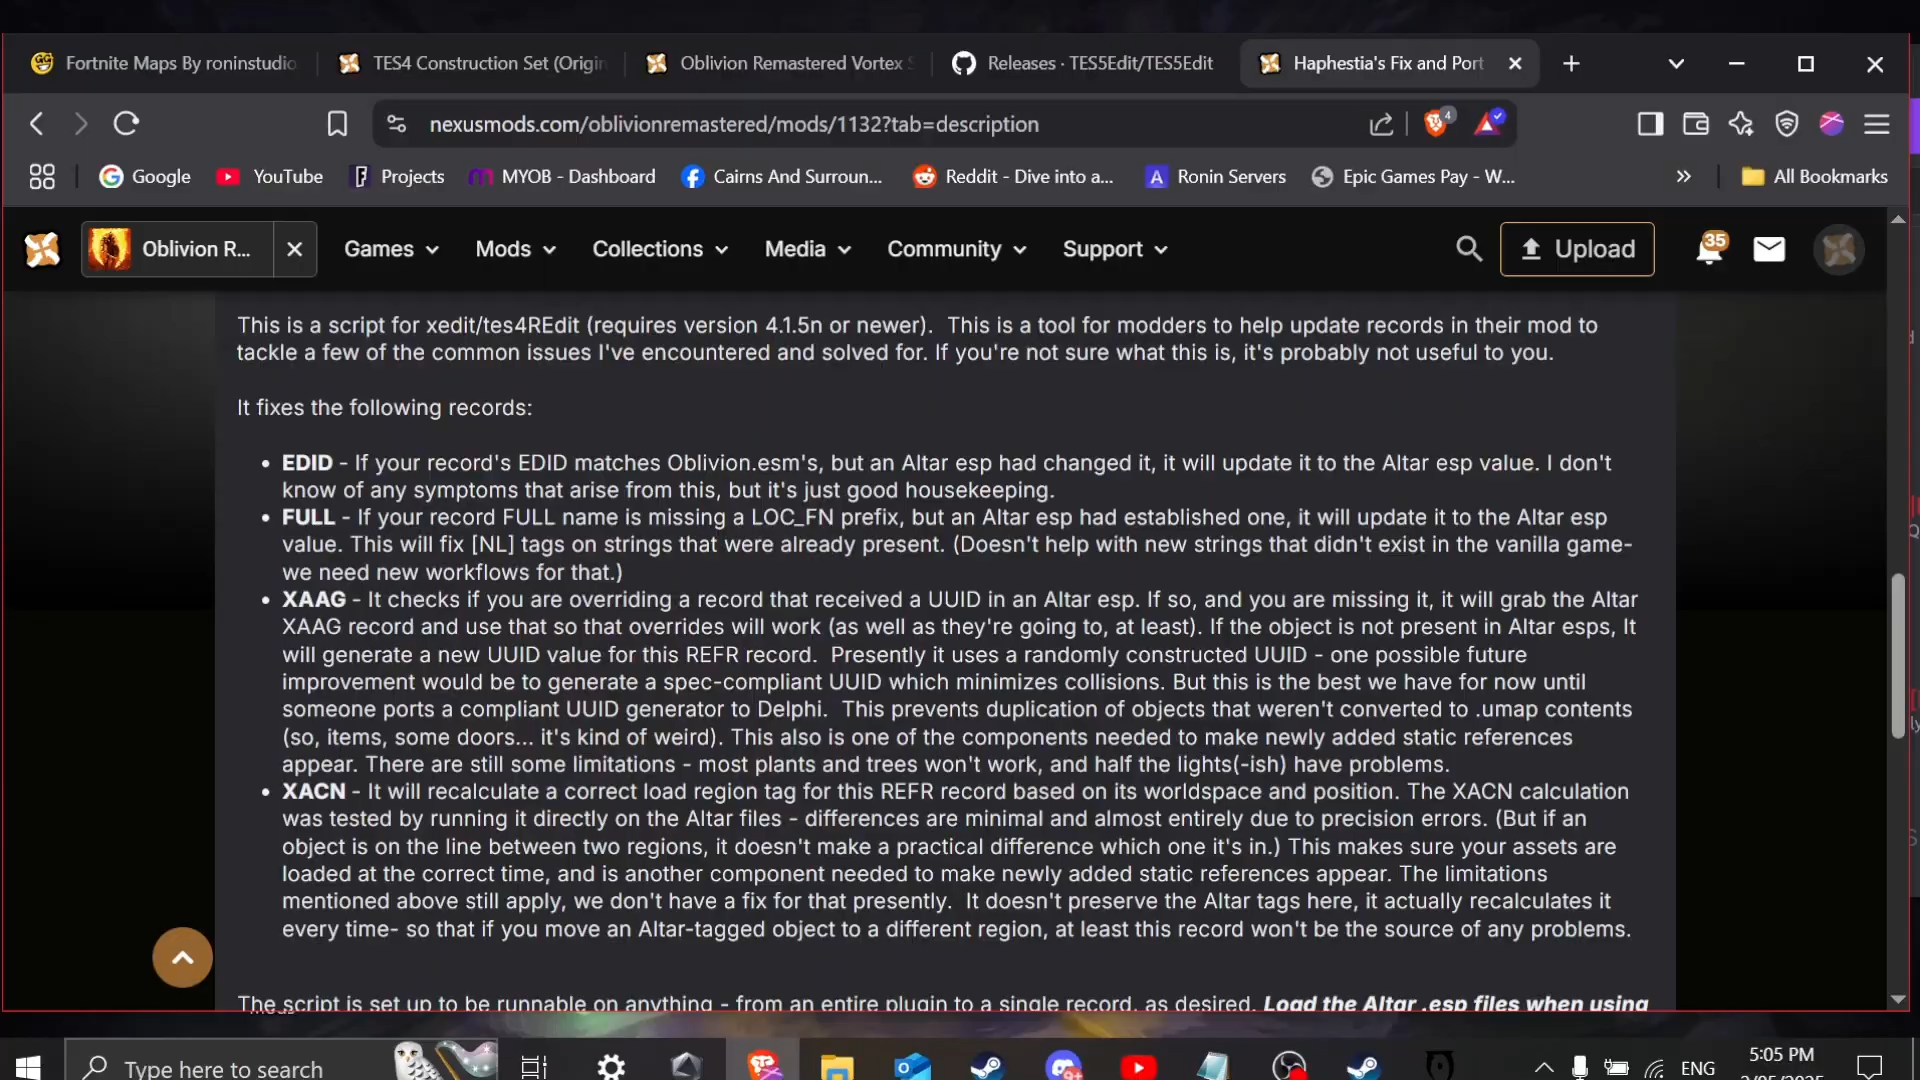 Fortnite Maps By roninstudio
TES4 Construction Set (Origin
Oblivion Remastered Vortex S
Releases · TES5Edit/TES5Edit
Haphestia's Fix and Port
nexusmods.com/oblivionremastered/mods/1132?tab=description
4
Google
YouTube
Projects
MYOB - Dashboard
Cairns And Surroun...
Reddit - Dive into a...
Ronin Servers
Epic Games Pay - W...
All Bookmarks
Oblivion R...
Games
Mods
Collections
Media
Community
Support
Upload
35
This is a script for xedit/tes4REdit (requires version 4.1.5n or newer).  This is a tool for modders to help update records in their mod to
tackle a few of the common issues I've encountered and solved for. If you're not sure what this is, it's probably not useful to you.
It fixes the following records:
• EDID - If your record's EDID matches Oblivion.esm's, but an Altar esp had changed it, it will update it to the Altar esp value. I don't
know of any symptoms that arise from this, but it's just good housekeeping.
• FULL - If your record FULL name is missing a LOC_FN prefix, but an Altar esp had established one, it will update it to the Altar esp
value. This will fix [NL] tags on strings that were already present. (Doesn't help with new strings that didn't exist in the vanilla game-
we need new workflows for that.)
• XAAG - It checks if you are overriding a record that received a UUID in an Altar esp. If so, and you are missing it, it will grab the Altar
XAAG record and use that so that overrides will work (as well as they're going to, at least). If the object is not present in Altar esps, It
will generate a new UUID value for this REFR record.  Presently it uses a randomly constructed UUID - one possible future
improvement would be to generate a spec-compliant UUID which minimizes collisions. But this is the best we have for now until
someone ports a compliant UUID generator to Delphi.  This prevents duplication of objects that weren't converted to .umap contents
(so, items, some doors... it's kind of weird). This also is one of the components needed to make newly added static references
appear. There are still some limitations - most plants and trees won't work, and half the lights(-ish) have problems.
• XACN - It will recalculate a correct load region tag for this REFR record based on its worldspace and position. The XACN calculation
was tested by running it directly on the Altar files - differences are minimal and almost entirely due to precision errors. (But if an
object is on the line between two regions, it doesn't make a practical difference which one it's in.) This makes sure your assets are
loaded at the correct time, and is another component needed to make newly added static references appear. The limitations
mentioned above still apply, we don't have a fix for that presently.  It doesn't preserve the Altar tags here, it actually recalculates it
every time- so that if you move an Altar-tagged object to a different region, at least this record won't be the source of any problems.
The script is set up to be runnable on anything - from an entire plugin to a single record, as desired. Load the Altar .esp files when using
Type here to search
ENG
5:05 PM